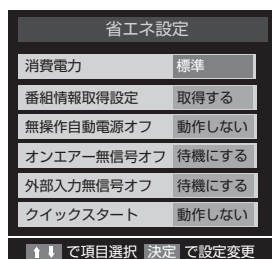 省エネ設定
消費電力 標準
番組情報取得設定 取得する
無操作自動電源オフ 動作しない
オンエアー無信号オフ 待機にする
外部入力無信号オフ 待機にする
クイックスタート 動作しない
で項目選択 決定 で設定変更